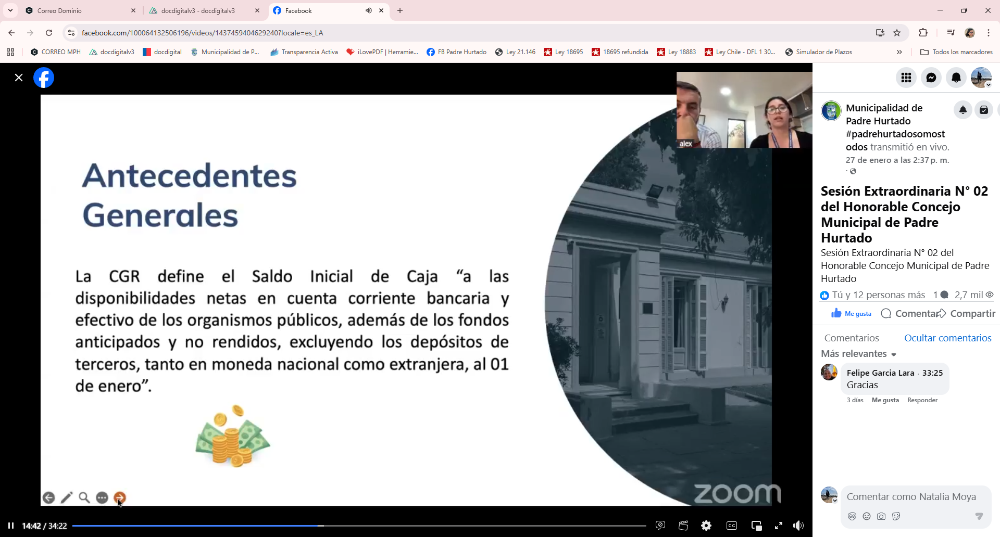 Correo Dominio
docdigitalv3 - docdigitalv3
Facebook
facebook.com/100064132506196/videos/1437459404629240?locale=es_LA
CORREO MPH
docdigitalv3
docdigital
Municipalidad de P...
Transparencia Activa
iLovePDF | Herramie...
FB Padre Hurtado
Ley 21.146
Ley 18695
18695 refundida
Ley 18883
Ley Chile - DFL 1 30...
Simulador de Plazos
»
Todos los marcadores
alex
Antecedentes
Generales
La CGR define el Saldo Inicial de Caja “a las
disponibilidades netas en cuenta corriente bancaria y
efectivo de los organismos públicos, además de los fondos
anticipados y no rendidos, excluyendo los depósitos de
terceros, tanto en moneda nacional como extranjera, al 01
de enero”.
zoom
14:42 / 34:22
CC
Municipalidad de
Padre Hurtado
#padrehurtadosomost
odos transmitió en vivo.
27 de enero a las 2:37 p. m.
·
Sesión Extraordinaria N° 02
del Honorable Concejo
Municipal de Padre
Hurtado
Sesión Extraordinaria N° 02 del
Honorable Concejo Municipal de Padre
Hurtado
Tú y 12 personas más 1 2,7 mil
Me gusta Comentar Compartir
Comentarios Ocultar comentarios
Más relevantes
Felipe Garcia Lara · 33:25
Gracias
3 días Me gusta Responder
Comentar como Natalia Moya